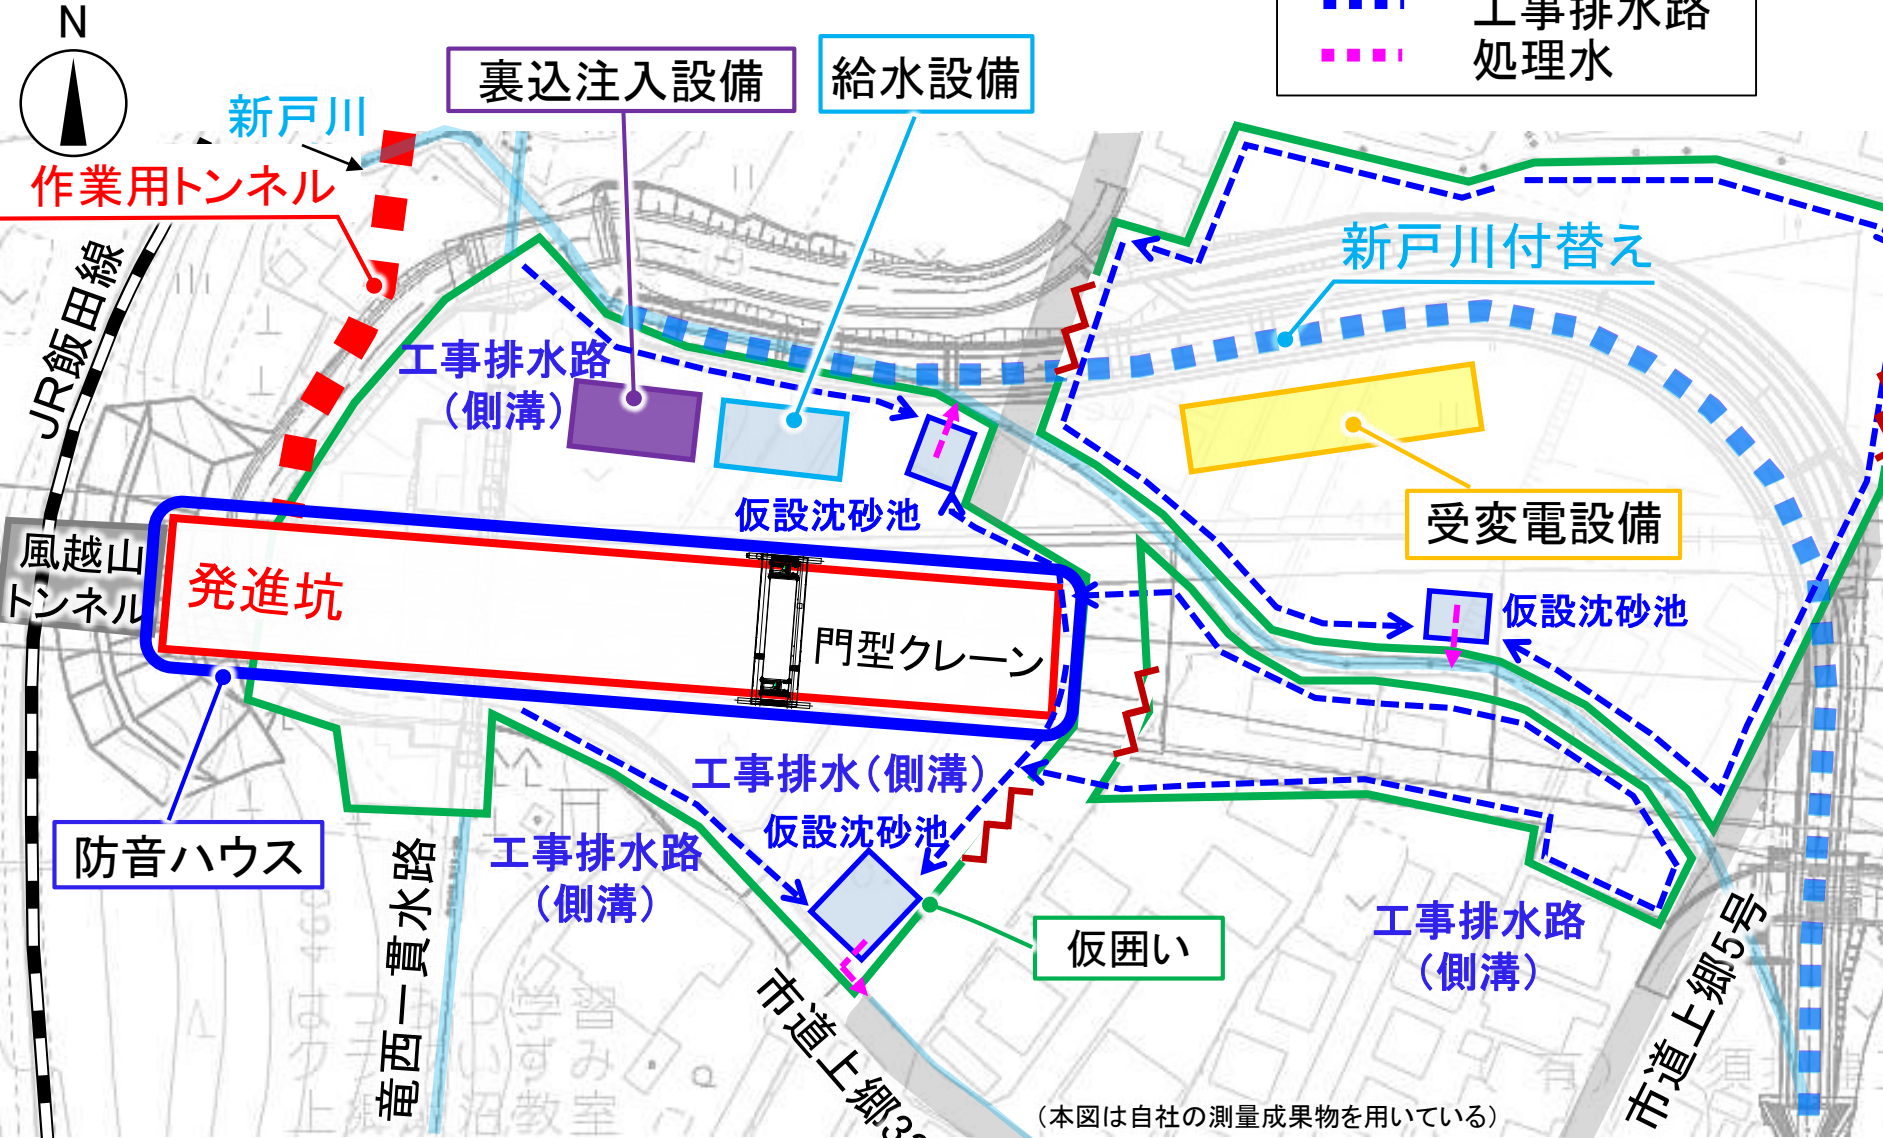 N
工事排水路
処理水
裏込注入設備
給水設備
新戸川
作業用トンネル
JR飯田線
新戸川付替え
工事排水路
（側溝）
仮設沈砂池
受変電設備
風越山
トンネル
発進坑
門型クレーン
仮設沈砂池
工事排水（側溝）
仮設沈砂池
防音ハウス
工事排水路
（側溝）
竜西一貫水路
仮囲い
工事排水路
（側溝）
市道上郷5号
市道上郷3
（本図は自社の測量成果物を用いている）